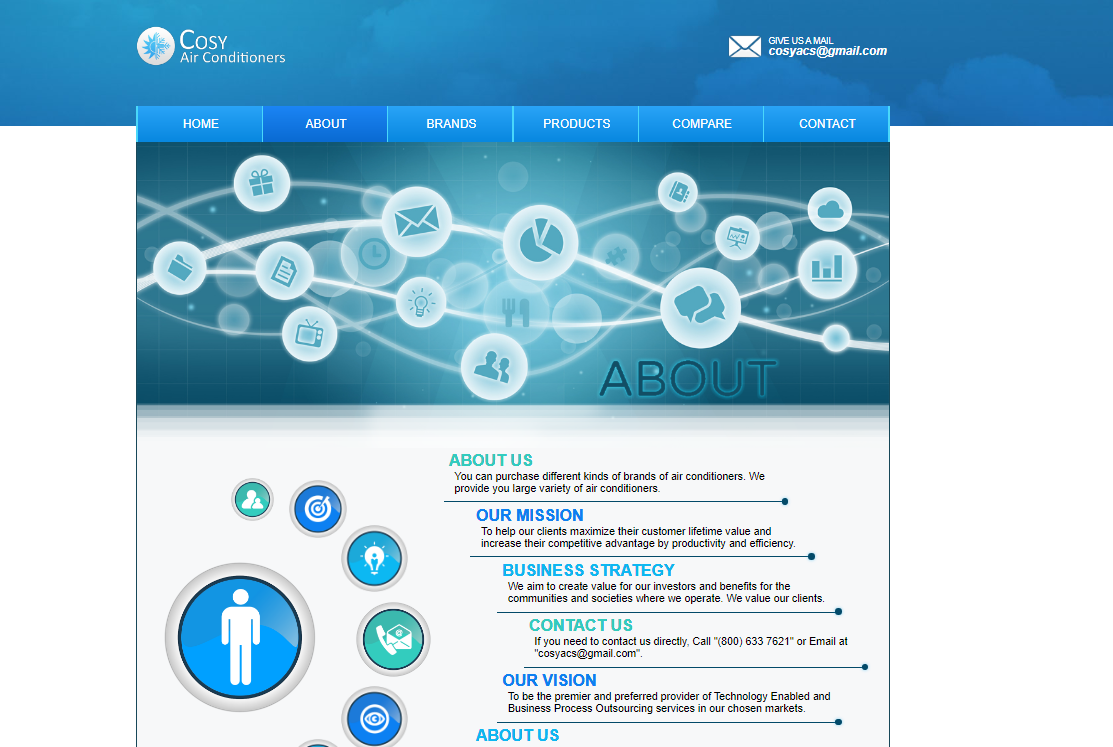 COSY
Air Conditioners
GIVE US A MAIL
cosyacs@gmail.com
HOME
ABOUT
BRANDS
PRODUCTS
COMPARE
CONTACT
ABOUT
ABOUT US
You can purchase different kinds of brands of air conditioners. We
provide you large variety of air conditioners.
OUR MISSION
To help our clients maximize their customer lifetime value and
increase their competitive advantage by productivity and efficiency.
BUSINESS STRATEGY
We aim to create value for our investors and benefits for the
communities and societies where we operate. We value our clients.
CONTACT US
If you need to contact us directly, Call "(800) 633 7621" or Email at
"cosyacs@gmail.com".
OUR VISION
To be the premier and preferred provider of Technology Enabled and
Business Process Outsourcing services in our chosen markets.
ABOUT US